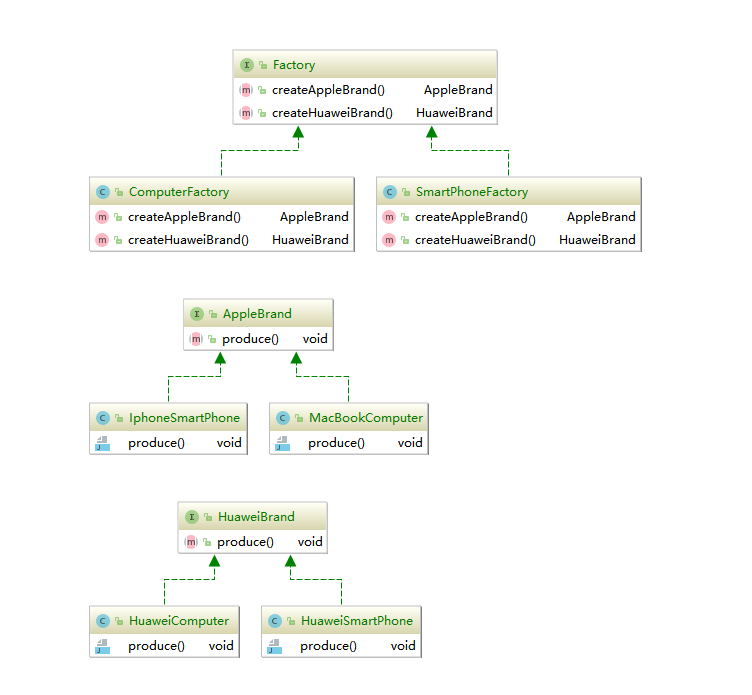 Factory
createAppleBrand() AppleBrand
createHuaweiBrand() HuaweiBrand
ComputerFactory
createAppleBrand() AppleBrand
createHuaweiBrand() HuaweiBrand
SmartPhoneFactory
createAppleBrand() AppleBrand
createHuaweiBrand() HuaweiBrand
AppleBrand
produce() void
IphoneSmartPhone
produce() void
MacBookComputer
produce() void
HuaweiBrand
produce() void
HuaweiComputer
produce() void
HuaweiSmartPhone
produce() void